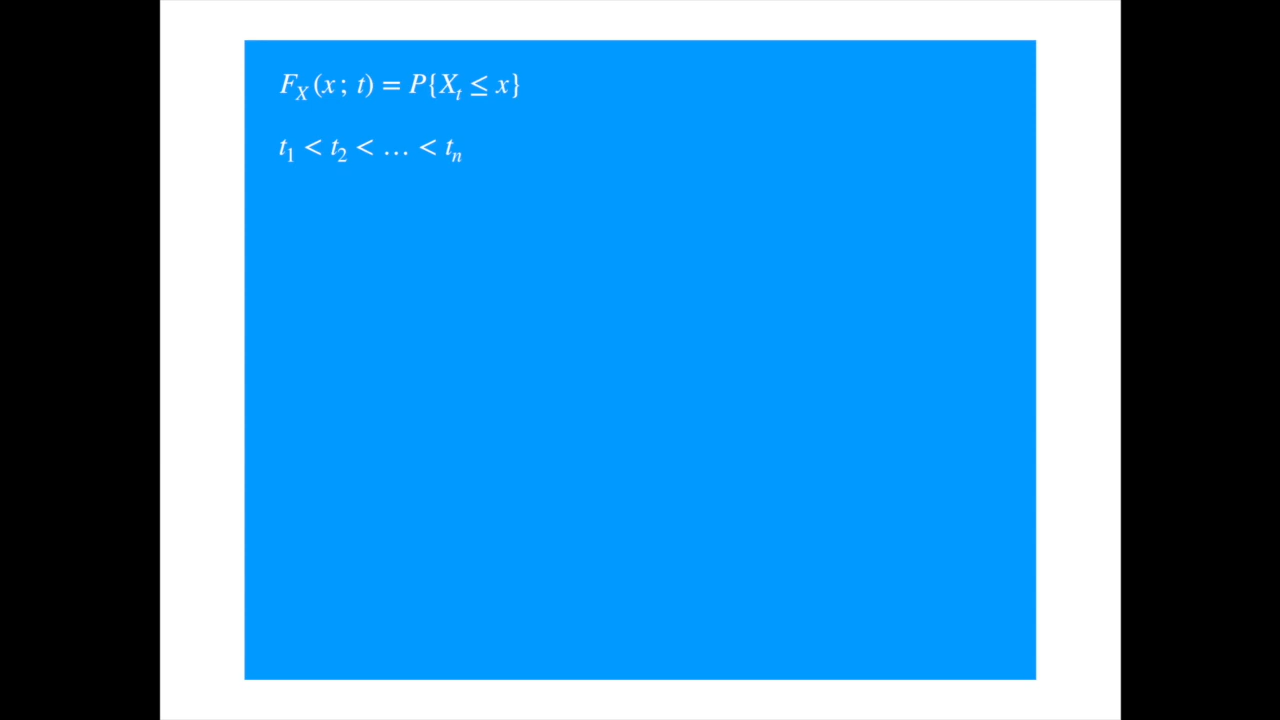 F_X(x; t) = P{X_t ≤ x}
t_1 < t_2 < … < t_n